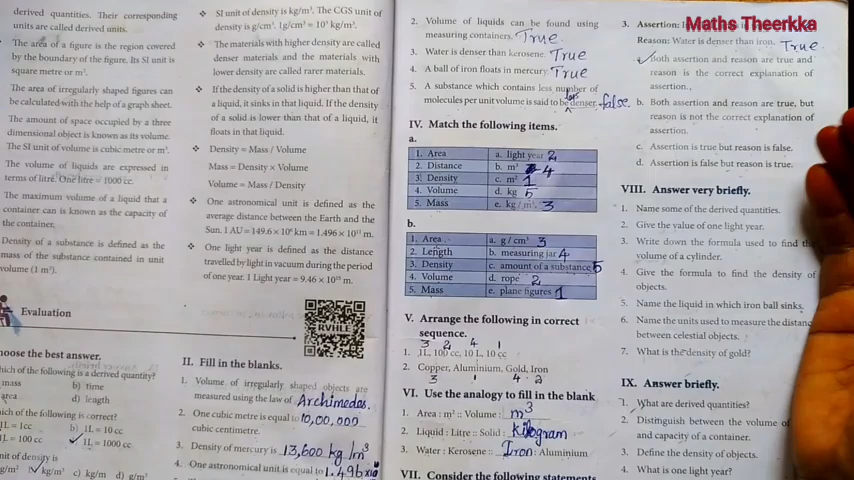 derived quantities. Their corresponding
units are called derived units.
The area of a figure is the region covered
by the boundary of the figure. Its SI unit is
square metre or m².
The area of irregularly shaped figures can
be calculated with the help of a graph sheet.
The amount of space occupied by a three
dimensional object is known as its volume.
The SI unit of volume is cubic metre or m³.
The volume of liquids are expressed in
terms of litre. One litre = 1000 cc.
The maximum volume of a liquid that a
container can is known as the capacity of
the container.
Density of a substance is defined as the
mass of the substance contained in unit
volume (1 m³).
Evaluation
hoose the best answer.
hich of the following is a derived quantity?
mass b) time
area d) length
hich of the following is correct?
1L = 1cc b) 1L = 10 cc
1L = 100 cc ✓ 1L = 1000 cc
nit of density is
g/m² ✓ kg/m³ c) kg/m d) g/m³
❖ SI unit of density is kg/m³. The CGS unit of
density is g/cm³. 1g/cm³ = 10³ kg/m³.
❖ The materials with higher density are called
denser materials and the materials with
lower density are called rarer materials.
❖ If the density of a solid is higher than that of
a liquid, it sinks in that liquid. If the density
of a solid is lower than that of a liquid, it
floats in that liquid.
❖ Density = Mass / Volume
Mass = Density × Volume
Volume = Mass / Density
❖ One astronomical unit is defined as the
average distance between the Earth and the
Sun. 1 AU = 149.6 × 10⁶ km = 1.496 × 10¹¹ m.
❖ One light year is defined as the distance
travelled by light in vacuum during the period
of one year. 1 Light year = 9.46 × 10¹⁵ m.
RVHLE
II. Fill in the blanks.
1. Volume of irregularly shaped objects are
measured using the law of Archimedes.
2. One cubic metre is equal to 10,00,000
cubic centimetre.
3. Density of mercury is 13,600 kg/m³
4. One astronomical unit is equal to 1.496 x10
2. Volume of liquids can be found using
measuring containers. True
3. Water is denser than kerosene. True
4. A ball of iron floats in mercury. True
5. A substance which contains less number of
less
molecules per unit volume is said to be denser. false
IV. Match the following items.
a.
1. Area a. light year 2
2. Distance b. m³ 4
3. Density c. m² 1
4. Volume d. kg 5
5. Mass e. kg / m³ 3
b.
1. Area a. g / cm³ 3
2. Length b. measuring jar 4
3. Density c. amount of a substance 5
4. Volume d. rope 2
5. Mass e. plane figures 1
V. Arrange the following in correct
sequence.
3 2 4 1
1. 1L, 100 cc, 10 L, 10 cc
2. Copper, Aluminium, Gold, Iron
3 1 4 2
VI. Use the analogy to fill in the blank
1. Area : m² :: Volume : m³
2. Liquid : Litre :: Solid : Kilogram
3. Water : Kerosene :: Iron : Aluminium
VII. Consider the following statements
Maths Theerkka
3. Assertion:
Reason: Water is denser than iron. True
✓ Both assertion and reason are true and
reason is the correct explanation of
assertion.
b. Both assertion and reason are true, but
reason is not the correct explanation of
assertion.
c. Assertion is true but reason is false.
d. Assertion is false but reason is true.
VIII. Answer very briefly.
1. Name some of the derived quantities.
2. Give the value of one light year.
3. Write down the formula used to find the
volume of a cylinder.
4. Give the formula to find the density of
objects.
5. Name the liquid in which iron ball sinks.
6. Name the units used to measure the distance
between celestial objects.
7. What is the density of gold?
IX. Answer briefly.
1. What are derived quantities?
2. Distinguish between the volume of
and capacity of a container.
3. Define the density of objects.
4. What is one light year?